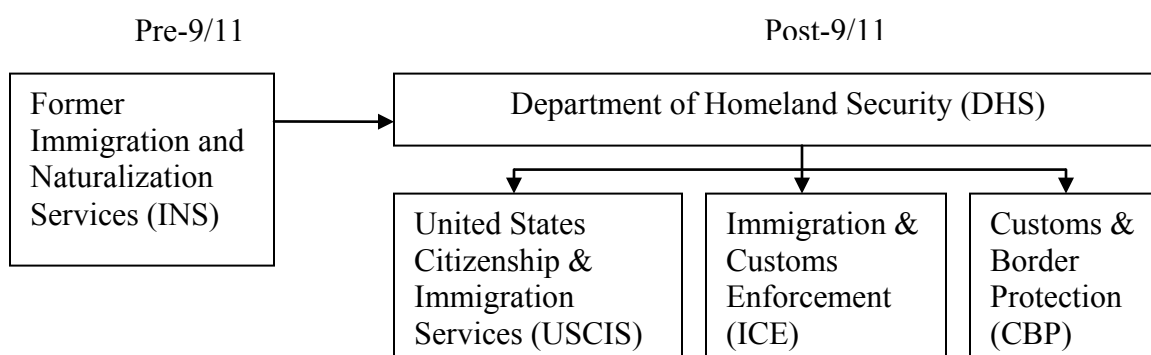 Pre-9/11
Post-9/11
Former
Immigration and
Naturalization
Services (INS)
Department of Homeland Security (DHS)
United States
Citizenship &
Immigration
Services (USCIS)
Immigration &
Customs
Enforcement
(ICE)
Customs &
Border
Protection
(CBP)